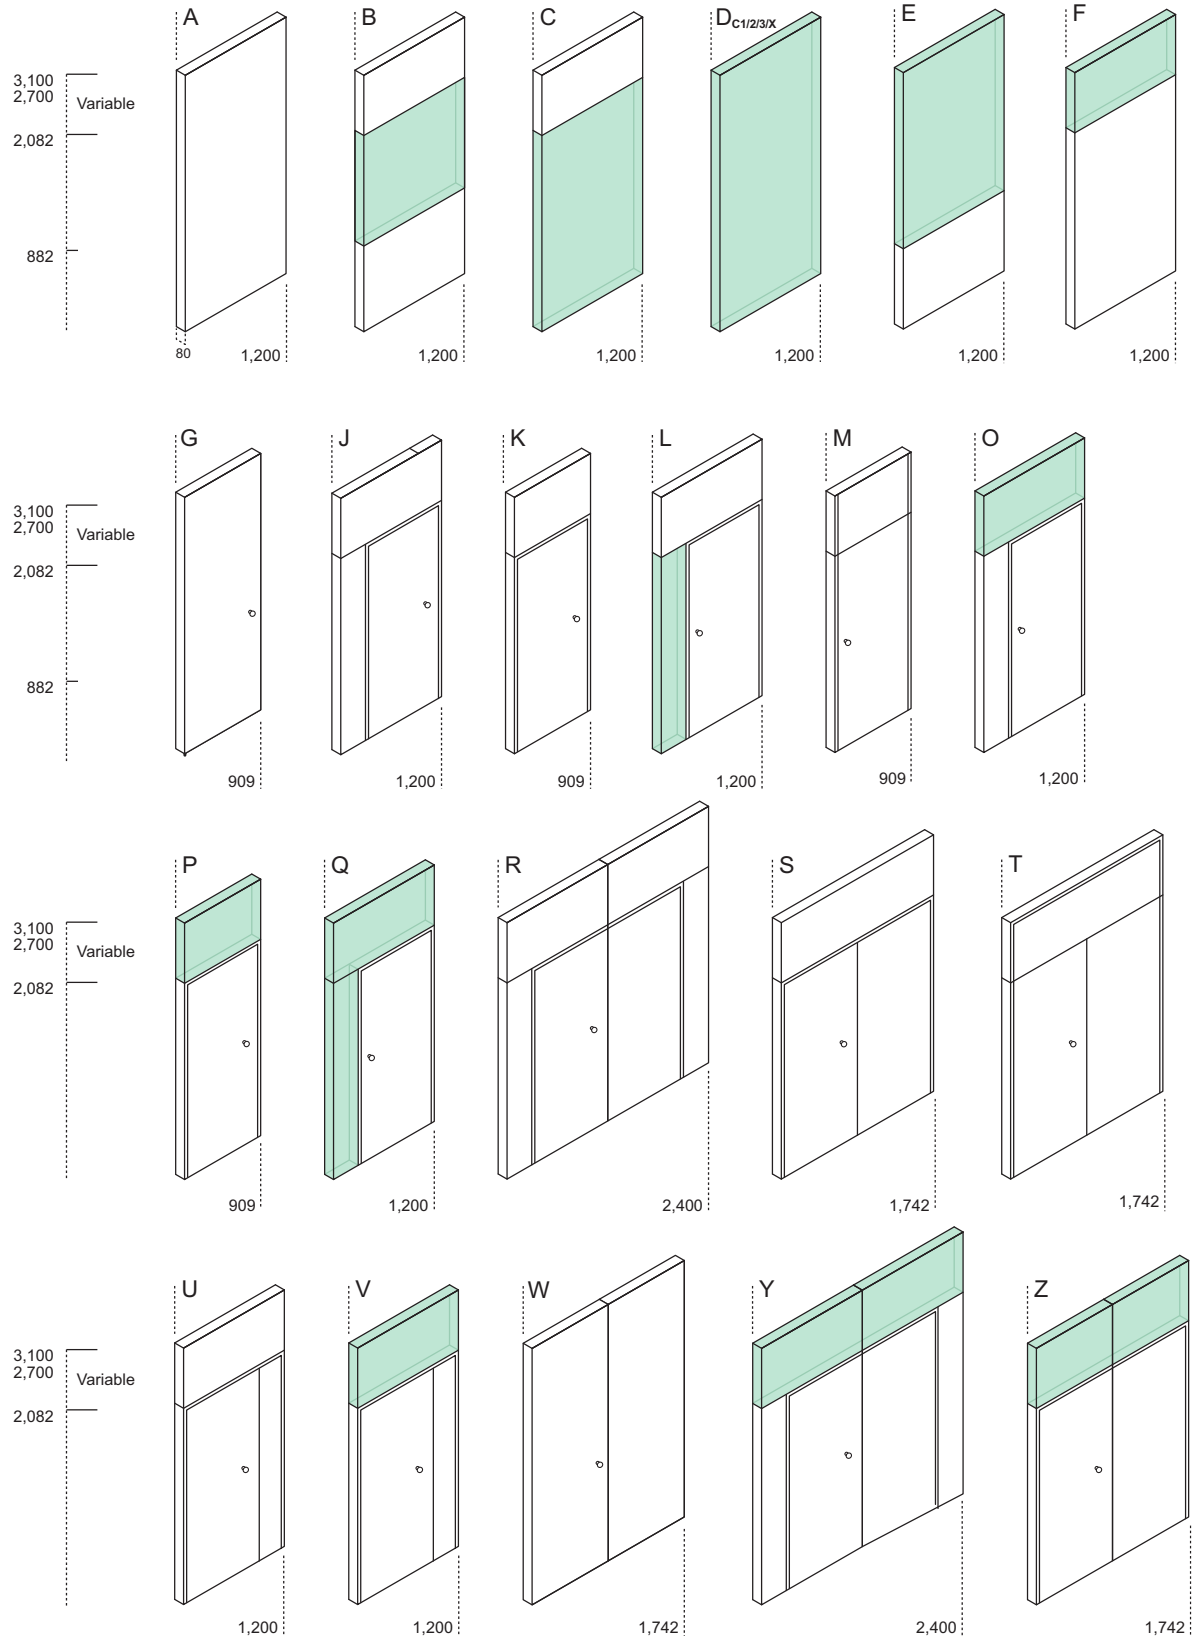 A B C D C1/2/3/X E F
3,100
2,700
Variable
2,082
882
80 1,200 1,200 1,200 1,200 1,200 1,200
G J K L M O
3,100
2,700
Variable
2,082
882
909 1,200 909 1,200 909 1,200
P Q R S T
3,100
2,700
Variable
2,082
909 1,200 2,400 1,742 1,742
U V W Y Z
3,100
2,700
Variable
2,082
1,200 1,200 1,742 2,400 1,742